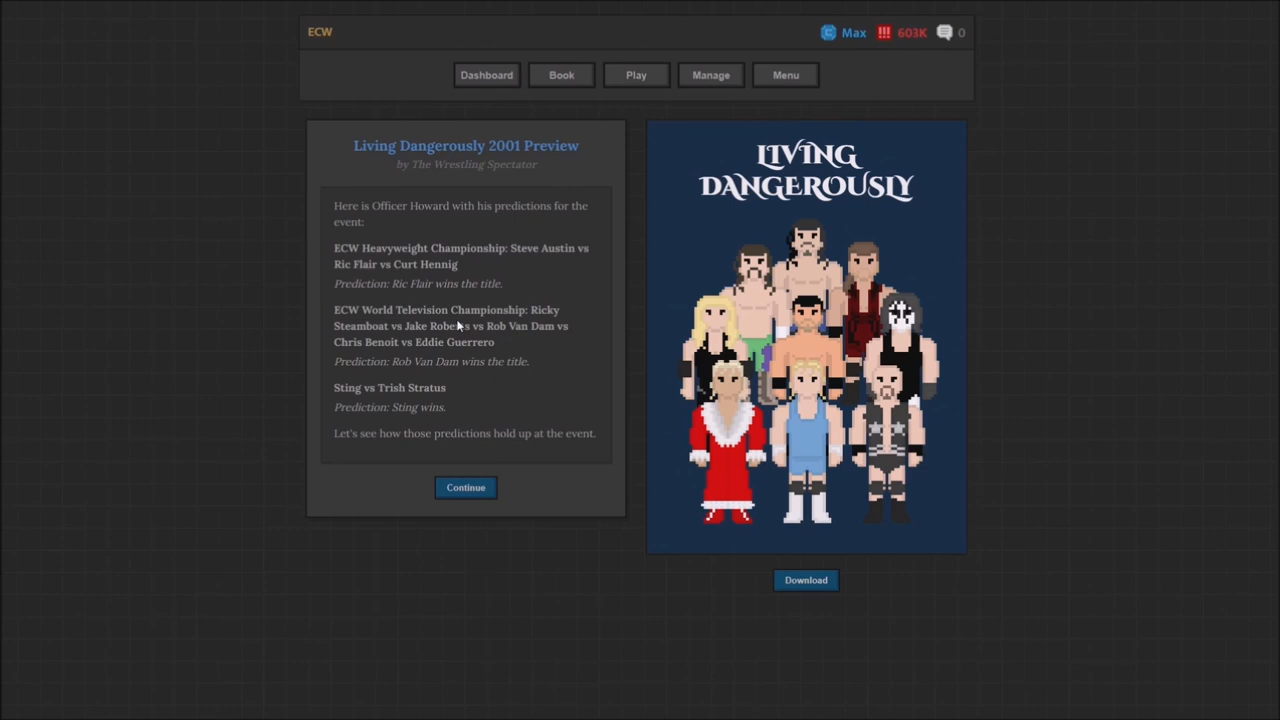 ECW
Max
603K
0
Dashboard
Book
Play
Manage
Menu
Living Dangerously 2001 Preview
by The Wrestling Spectator
Here is Officer Howard with his predictions for the
event:
ECW Heavyweight Championship: Steve Austin vs
Ric Flair vs Curt Hennig
Prediction: Ric Flair wins the title.
ECW World Television Championship: Ricky
Steamboat vs Jake Roberts vs Rob Van Dam vs
Chris Benoit vs Eddie Guerrero
Prediction: Rob Van Dam wins the title.
Sting vs Trish Stratus
Prediction: Sting wins.
Let's see how those predictions hold up at the event.
Continue
LIVING
DANGEROUSLY
Download